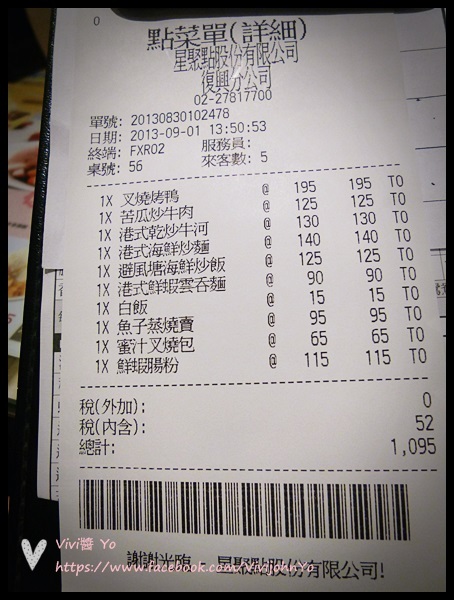 0
點菜單(詳細)
星聚點股份有限公司
復興分公司
02-27817700
單號: 20130830102478
日期: 2013-09-01 13:50:53
終端: FXR02 服務員:
桌號: 56 來客數: 5
1X 叉燒烤鴨 @ 195 195 TO
1X 苦瓜炒牛肉 @ 125 125 TO
1X 港式乾炒牛河 @ 130 130 TO
1X 港式海鮮炒麵 @ 140 140 TO
1X 避風塘海鮮炒飯 @ 125 125 TO
1X 港式鮮蝦雲吞麵 @ 90 90 TO
1X 白飯 @ 15 15 TO
1X 魚子蒸燒賣 @ 95 95 TO
1X 蜜汁叉燒包 @ 65 65 TO
1X 鮮蝦腸粉 @ 115 115 TO
稅(外加): 0
稅(內含): 52
總計: 1,095
謝謝光臨 - 星聚點股份有限公司!
Vivi醬 Yo
https://www.facebook.com/VivijohnYo